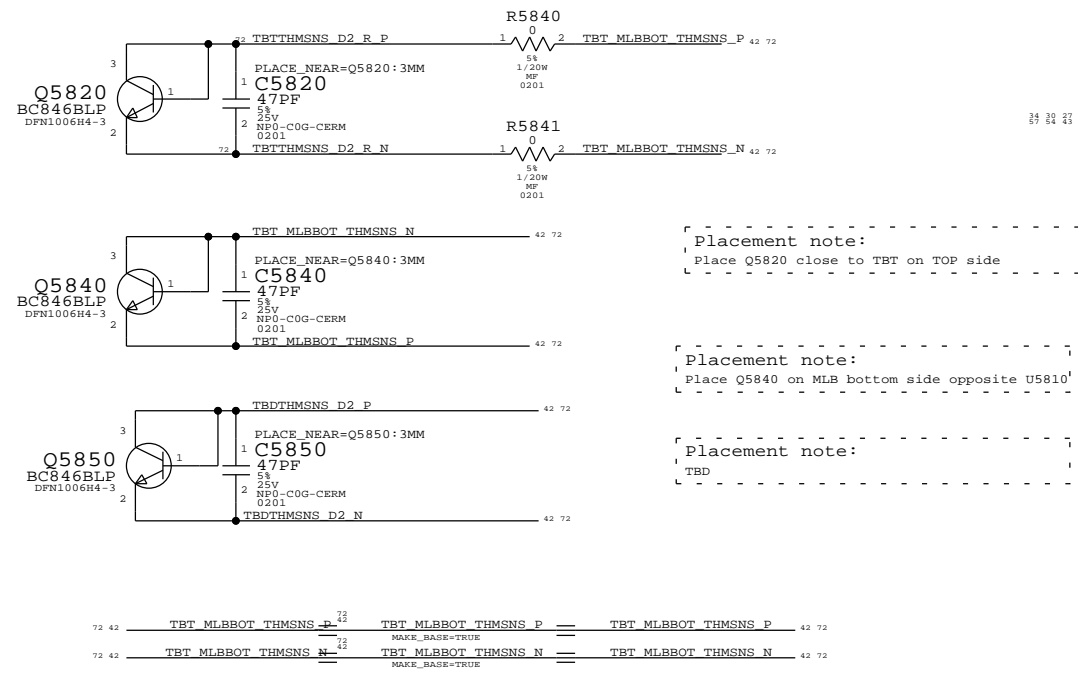 R5840
0
1 2
72 TBTTHMSNS_D2_R_P
TBT_MLBBOT_THMSNS_P 42 72
5%
1/20W
MF
0201
PLACE_NEAR=Q5820:3MM
3
1 C5820
47PF
5%
25V
2 NP0-C0G-CERM
0201
Q5820
BC846BLP
DFN1006H4-3
1
2
34 30 27
57 54 43
R5841
0
1 2
72 TBTTHMSNS_D2_R_N
TBT_MLBBOT_THMSNS_N 42 72
5%
1/20W
MF
0201
TBT_MLBBOT_THMSNS_N 42 72
PLACE_NEAR=Q5840:3MM
3
1 C5840
47PF
5%
25V
2 NP0-C0G-CERM
0201
Q5840
BC846BLP
DFN1006H4-3
1
2
TBT_MLBBOT_THMSNS_P 42 72
Placement note:
Place Q5820 close to TBT on TOP side
Placement note:
Place Q5840 on MLB bottom side opposite U5810
TBDTHMSNS_D2_P 42 72
PLACE_NEAR=Q5850:3MM
3
1 C5850
47PF
5%
25V
2 NP0-C0G-CERM
0201
Q5850
BC846BLP
DFN1006H4-3
1
2
TBDTHMSNS_D2_N 42 72
Placement note:
TBD
72 42 TBT_MLBBOT_THMSNS_P 72 42 TBT_MLBBOT_THMSNS_P TBT_MLBBOT_THMSNS_P 42 72
MAKE_BASE=TRUE
72 42 TBT_MLBBOT_THMSNS_N 72 42 TBT_MLBBOT_THMSNS_N TBT_MLBBOT_THMSNS_N 42 72
MAKE_BASE=TRUE